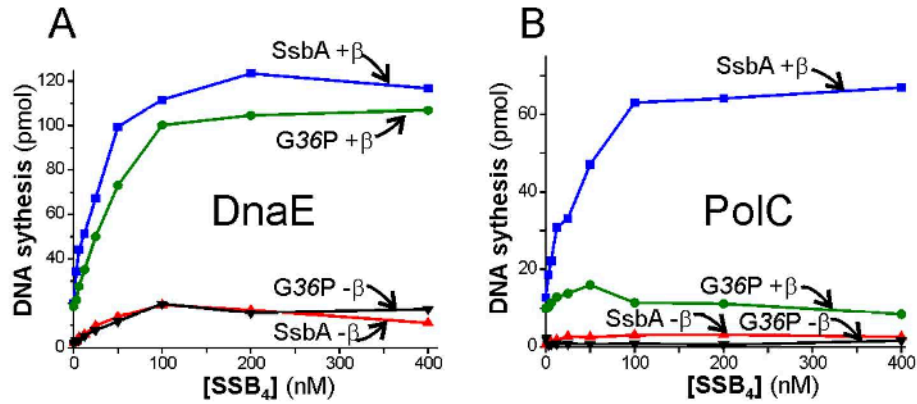 A
SsbA +β
G36P +β
DnaE
G36P -β
SsbA -β
DNA sythesis (pmol)
120
100
80
60
40
20
0
0 100 200 300 400
[SSB4] (nM)
B
SsbA +β
PolC
G36P +β
SsbA -β G36P -β
DNA sythesis (pmol)
60
40
20
0
0 100 200 300 400
[SSB4] (nM)